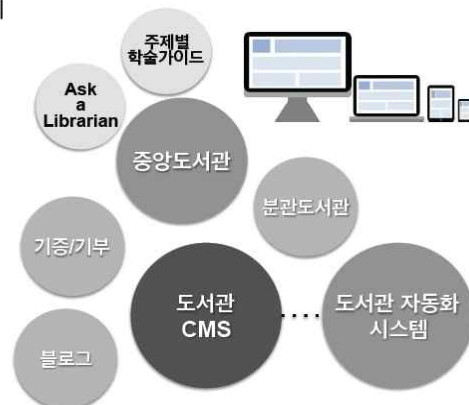 주제별
학술가이드
Ask
a
Librarian
중앙도서관
분관도서관
기증/기부
도서관
CMS
도서관 자동화
시스템
블로그